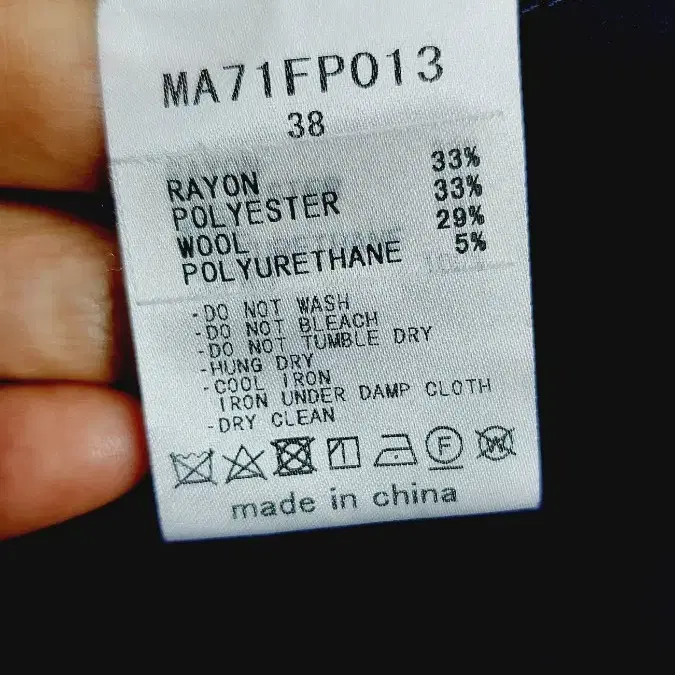 MA71FP013
38
RAYON 33%
POLYESTER 33%
WOOL 29%
POLYURETHANE 5%
-DO NOT WASH
-DO NOT BLEACH
-DO NOT TUMBLE DRY
-HUNG DRY
-COOL IRON
IRON UNDER DAMP CLOTH
-DRY CLEAN
F W
made in china